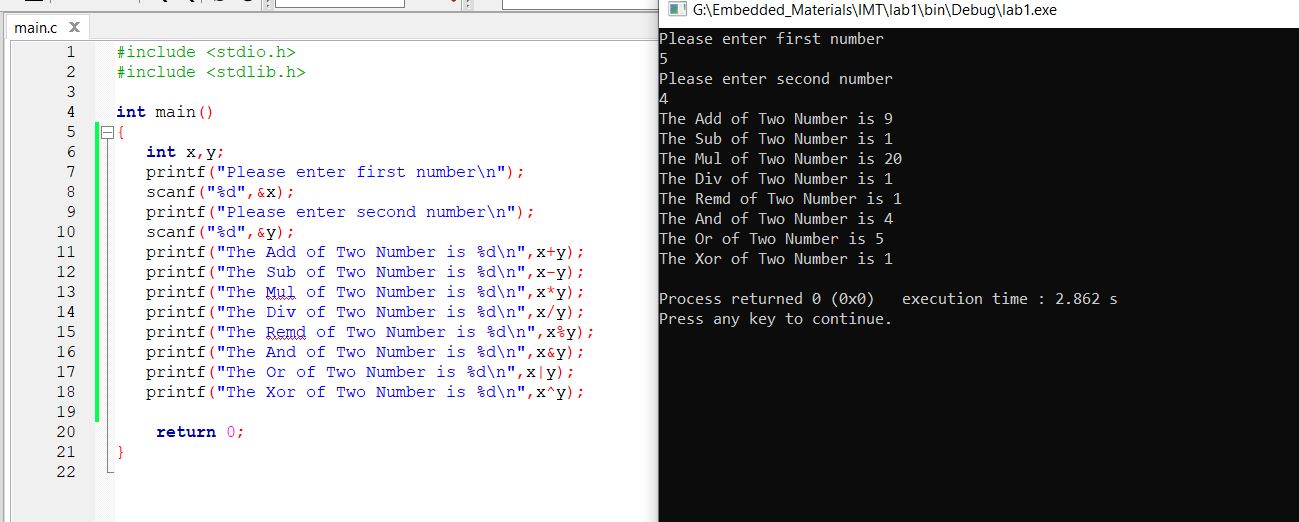 main.c X
1 #include <stdio.h>
2 #include <stdlib.h>
3
4 int main()
5 {
6 int x,y;
7 printf("Please enter first number\n");
8 scanf("%d",&x);
9 printf("Please enter second number\n");
10 scanf("%d",&y);
11 printf("The Add of Two Number is %d\n",x+y);
12 printf("The Sub of Two Number is %d\n",x-y);
13 printf("The Mul of Two Number is %d\n",x*y);
14 printf("The Div of Two Number is %d\n",x/y);
15 printf("The Remd of Two Number is %d\n",x%y);
16 printf("The And of Two Number is %d\n",x&y);
17 printf("The Or of Two Number is %d\n",x|y);
18 printf("The Xor of Two Number is %d\n",x^y);
19
20 return 0;
21 }
22
G:\Embedded_Materials\IMT\lab1\bin\Debug\lab1.exe
Please enter first number
5
Please enter second number
4
The Add of Two Number is 9
The Sub of Two Number is 1
The Mul of Two Number is 20
The Div of Two Number is 1
The Remd of Two Number is 1
The And of Two Number is 4
The Or of Two Number is 5
The Xor of Two Number is 1
Process returned 0 (0x0) execution time : 2.862 s
Press any key to continue.